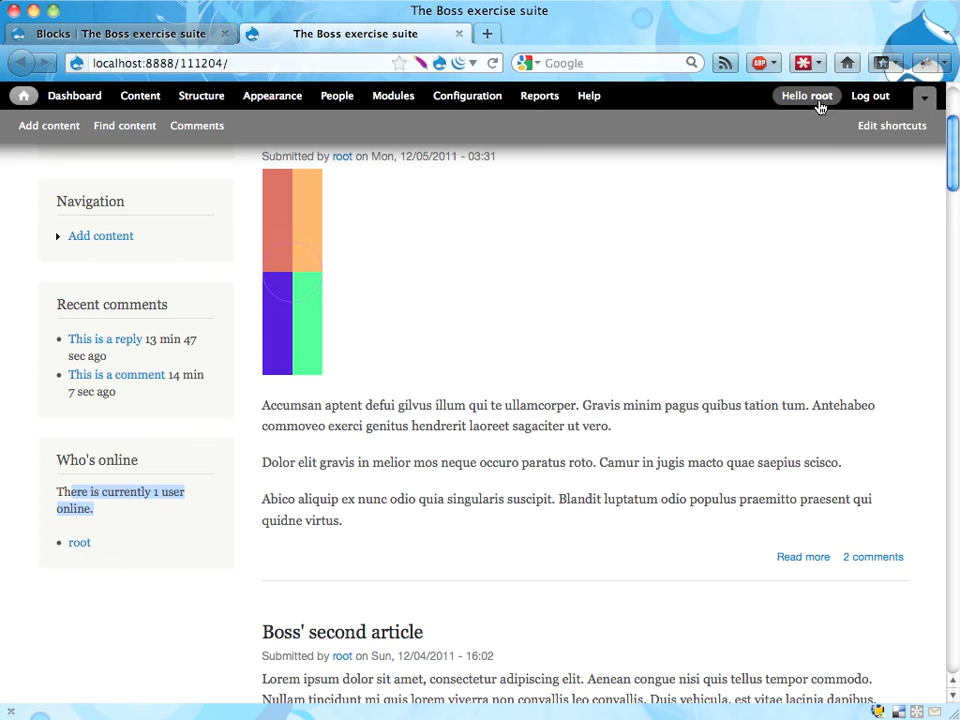 The Boss exercise suite
Blocks | The Boss exercise suite
The Boss exercise suite
localhost:8888/111204/
Google
ABP
Dashboard Content Structure Appearance People Modules Configuration Reports Help Hello root Log out
Add content Find content Comments Edit shortcuts
Submitted by root on Mon, 12/05/2011 - 03:31
Navigation
Add content
Recent comments
This is a reply 13 min 47
sec ago
This is a comment 14 min
7 sec ago
Who's online
There is currently 1 user
online.
root
Accumsan aptent defui gilvus illum qui te ullamcorper. Gravis minim pagus quibus tation tum. Antehabeo
commoveo exerci genitus hendrerit laoreet sagaciter ut vero.
Dolor elit gravis in melior mos neque occuro paratus roto. Camur in jugis macto quae saepius scisco.
Abico aliquip ex nunc odio quia singularis suscipit. Blandit luptatum odio populus praemitto praesent qui
quidne virtus.
Read more 2 comments
Boss' second article
Submitted by root on Sun, 12/04/2011 - 16:02
Lorem ipsum dolor sit amet, consectetur adipiscing elit. Aenean congue nisi quis tellus tempor commodo.
Nullam tincidunt mi quis lorem viverra non convallis leo convallis. Duis vehicula, est vitae lacinia dapibus,